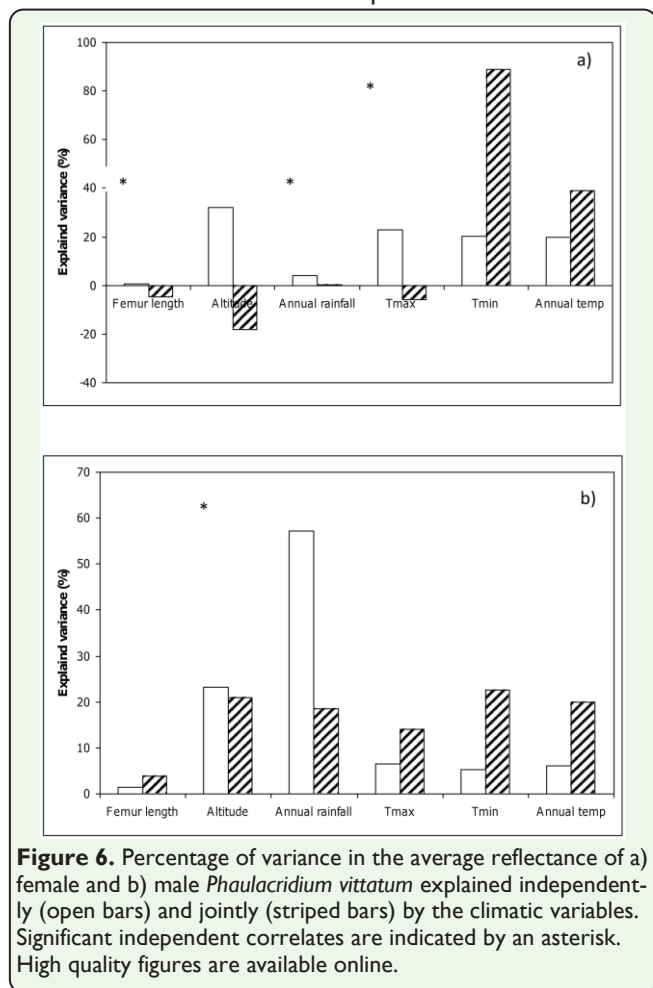 a)
100
80
60
40
20
0
-20
-40
Explaind variance (%)
*
*
*
Femur length Altitude Annual rainfall Tmax Tmin Annual temp
b)
70
60
50
40
30
20
10
0
Explaind variance (%)
*
Femur length Altitude Annual rainfall Tmax Tmin Annual temp
Figure 6. Percentage of variance in the average reflectance of a)
female and b) male Phaulacridium vittatum explained independent-
ly (open bars) and jointly (striped bars) by the climatic variables.
Significant independent correlates are indicated by an asterisk.
High quality figures are available online.